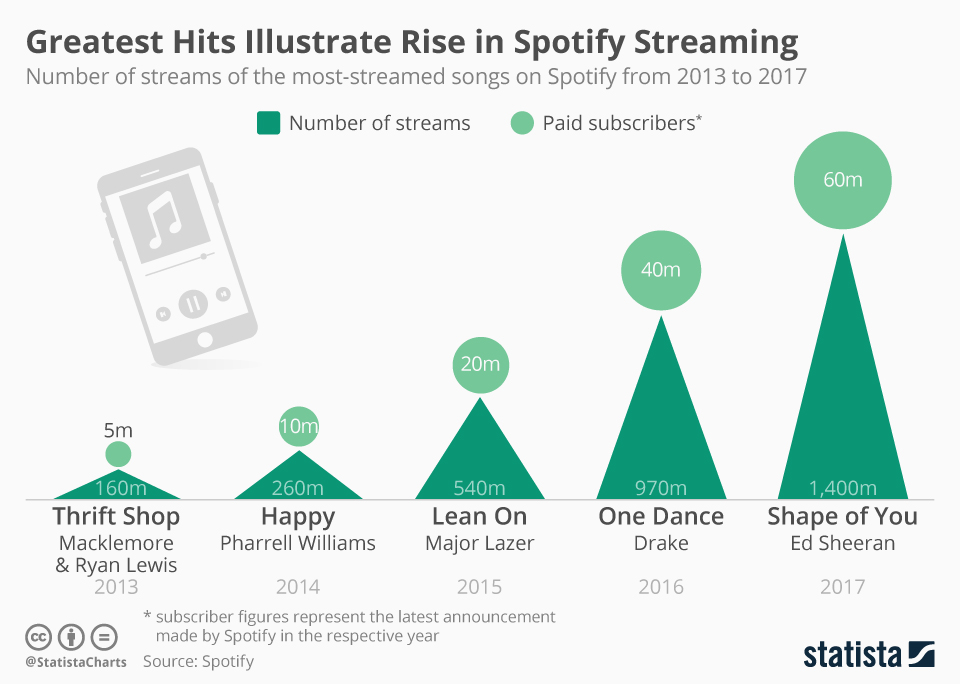 Greatest Hits Illustrate Rise in Spotify Streaming
Number of streams of the most-streamed songs on Spotify from 2013 to 2017
Number of streams
Paid subscribers*
5m
10m
20m
40m
60m
160m
260m
540m
970m
1,400m
Thrift Shop
Macklemore
& Ryan Lewis
2013
Happy
Pharrell Williams
2014
Lean On
Major Lazer
2015
One Dance
Drake
2016
Shape of You
Ed Sheeran
2017
* subscriber figures represent the latest announcement
made by Spotify in the respective year
cc
@StatistaCharts
Source: Spotify
statista